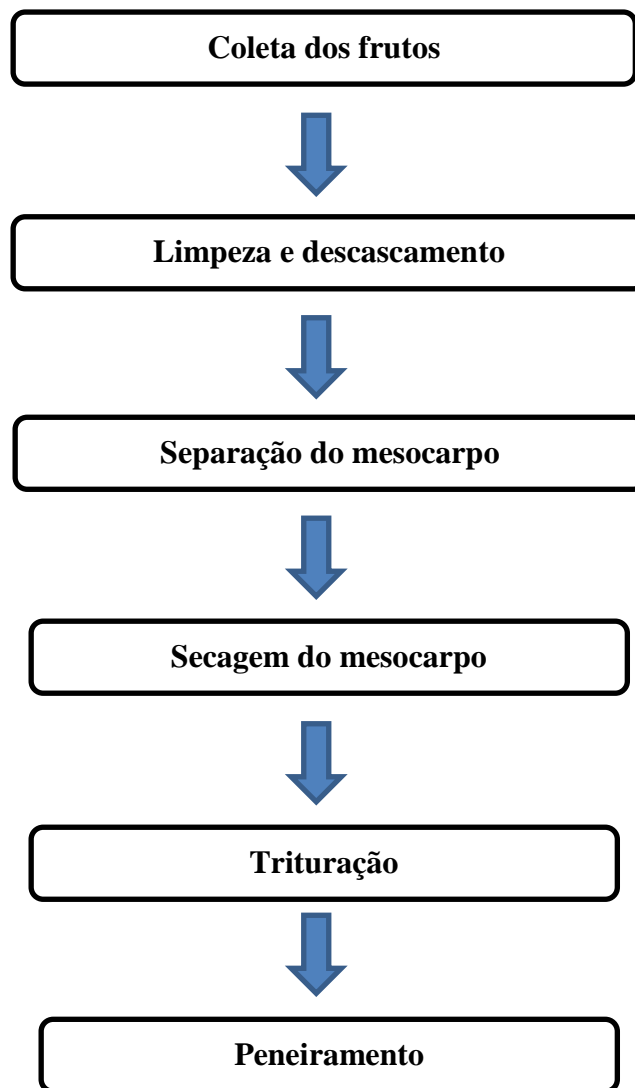 Coleta dos frutos
Limpeza e descascamento
Separação do mesocarpo
Secagem do mesocarpo
Trituração
Peneiramento